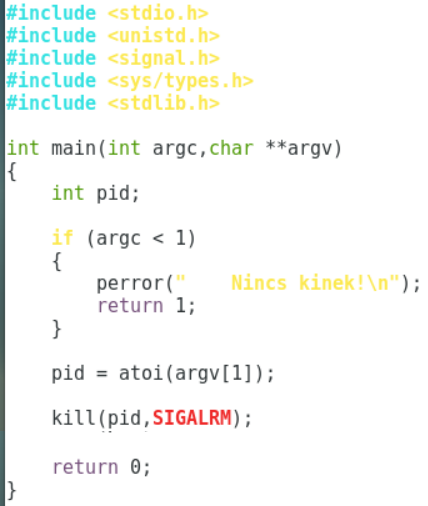 #include <stdio.h>
#include <unistd.h>
#include <signal.h>
#include <sys/types.h>
#include <stdlib.h>

int main(int argc,char **argv)
{
    int pid;

    if (argc < 1)
    {
        perror("    Nincs kinek!\n");
        return 1;
    }

    pid = atoi(argv[1]);

    kill(pid,SIGALRM);

    return 0;
}